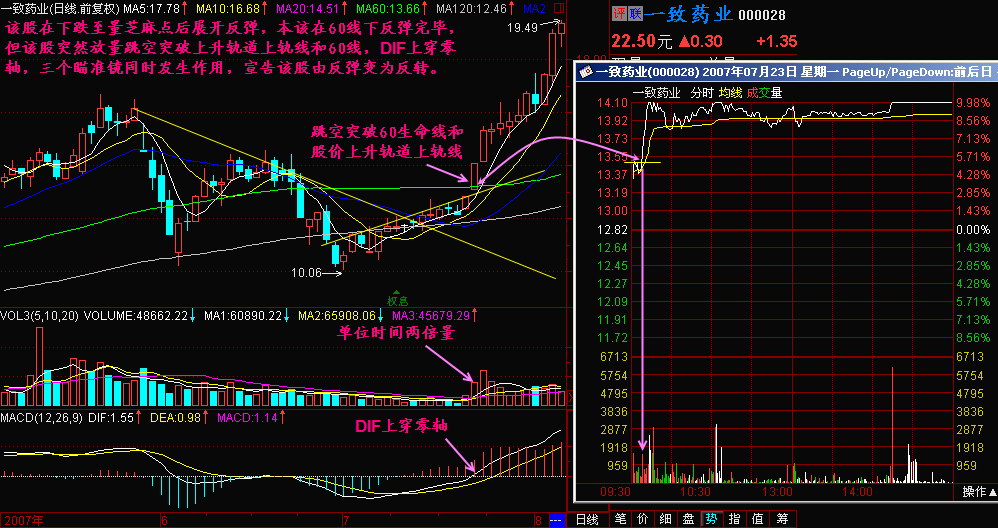 一致药业(日线.前复权) MA5:17.78↑ MA10:16.68↑ MA20:14.51↑ MA60:13.66↑ MA120:12.46↑ MA2
该股在下跌至量芝麻点后展开反弹，本该在60线下反弹完毕，
但该股突然放量跳空突破上升轨道上轨线和60线，DIF上穿零
轴，三个瞄准镜同时发生作用，宣告该股由反弹变为反转。
19.49
跳空突破60生命线和
股价上升轨道上轨线
10.06
权息
VOL3(5,10,20) VOLUME:48662.22↓ MA1:60890.22↓ MA2:65908.06↓ MA3:45679.29↑
单位时间两倍量
MACD(12,26,9) DIF:1.55↑ DEA:0.98↑ MACD:1.14↑
DIF上穿零轴
2007年 6 7 8
日线
评 联 一致药业 000028
22.50元 ▲0.30 +1.35
一致药业(000028) 2007年07月23日 星期一 PageUp/PageDown:前后日
一致药业 分时 均线 成交量
14.10 9.98%
13.92 8.56%
13.73 7.13%
13.55 5.71%
13.37 4.28%
13.19 2.85%
13.00 1.43%
12.82 0.00%
12.64 1.43%
12.45 2.85%
12.27 4.28%
12.09 5.71%
11.91 7.13%
11.72 8.56%
6713 6713
5754 5754
4795 4795
3836 3836
2877 2877
1918 1918
959 959
09:30 10:30 13:00 14:00 操作▲
笔 价 细 盘 势 指 值 筹